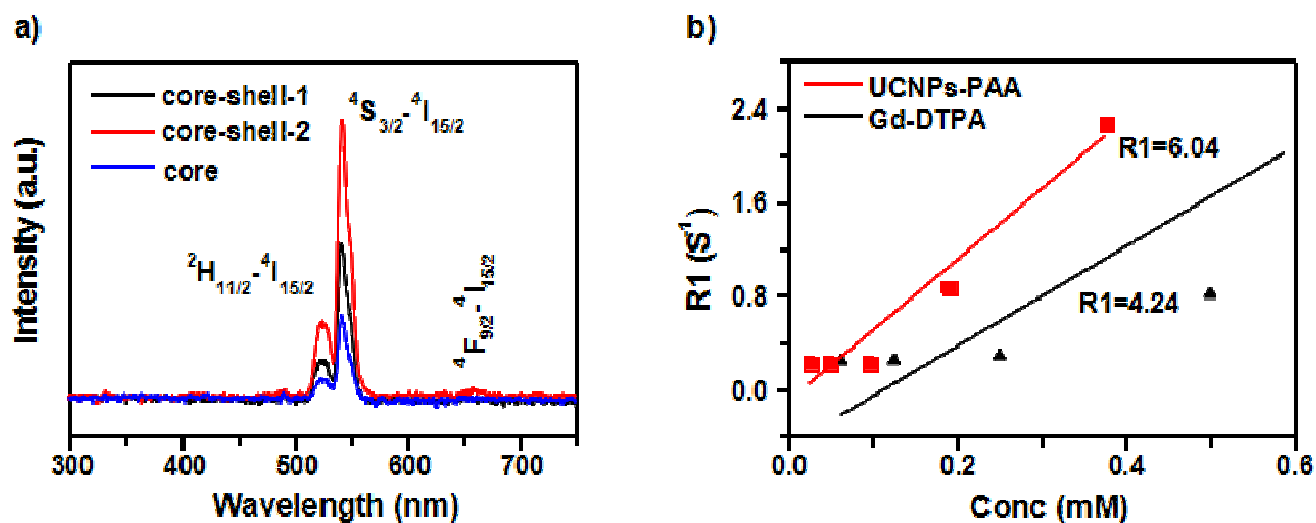 a)
core-shell-1
core-shell-2
core
⁴S₃/₂-⁴I₁₅/₂
²H₁₁/₂-⁴I₁₅/₂
⁴F₉/₂-⁴I₁₅/₂
Intensity (a.u.)
300 400 500 600 700
Wavelength (nm)
b)
UCNPs-PAA
Gd-DTPA
R1=6.04
R1=4.24
R1 (S⁻¹)
2.4
1.6
0.8
0.0
0.0 0.2 0.4 0.6
Conc (mM)